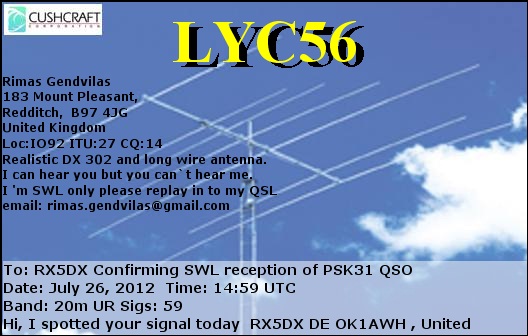 CUSHCRAFT
CORPORATION
LYC56
Rimas Gendvilas
183 Mount Pleasant,
Redditch, B97 4JG
United Kingdom
Loc:IO92 ITU:27 CQ:14
Realistic DX 302 and long wire antenna.
I can hear you but you can`t hear me,
I 'm SWL only please replay in to my QSL
email: rimas.gendvilas@gmail.com
To: RX5DX Confirming SWL reception of PSK31 QSO
Date: July 26, 2012 Time: 14:59 UTC
Band: 20m UR Sigs: 59
Hi, I spotted your signal today RX5DX DE OK1AWH , United